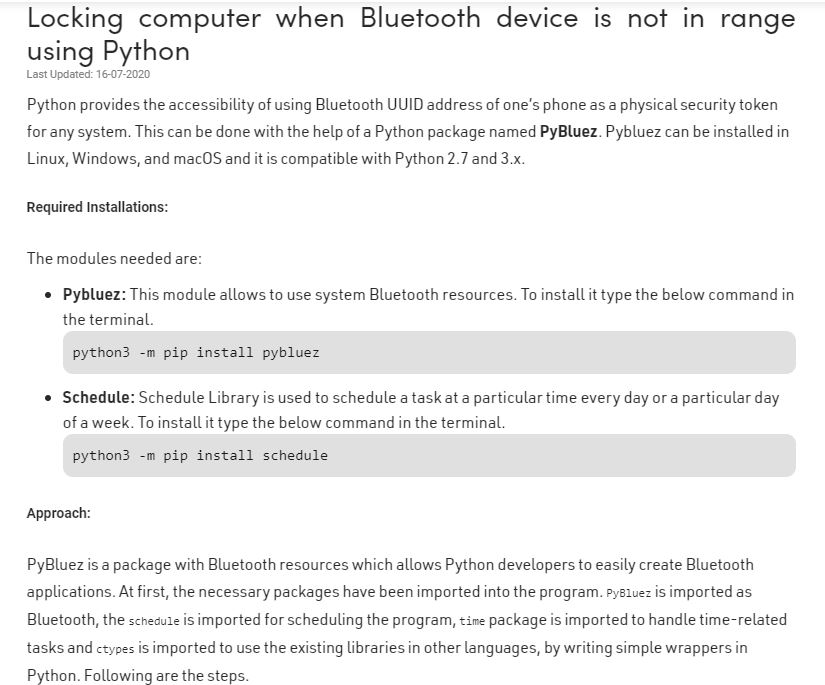 Locking computer when Bluetooth device is not in range
using Python
Last Updated: 16-07-2020
Python provides the accessibility of using Bluetooth UUID address of one's phone as a physical security token
for any system. This can be done with the help of a Python package named PyBluez. Pybluez can be installed in
Linux, Windows, and macOS and it is compatible with Python 2.7 and 3.x.
Required Installations:
The modules needed are:
• Pybluez: This module allows to use system Bluetooth resources. To install it type the below command in
the terminal.
python3 -m pip install pybluez
• Schedule: Schedule Library is used to schedule a task at a particular time every day or a particular day
of a week. To install it type the below command in the terminal.
python3 -m pip install schedule
Approach:
PyBluez is a package with Bluetooth resources which allows Python developers to easily create Bluetooth
applications. At first, the necessary packages have been imported into the program. PyBluez is imported as
Bluetooth, the schedule is imported for scheduling the program, time package is imported to handle time-related
tasks and ctypes is imported to use the existing libraries in other languages, by writing simple wrappers in
Python. Following are the steps.